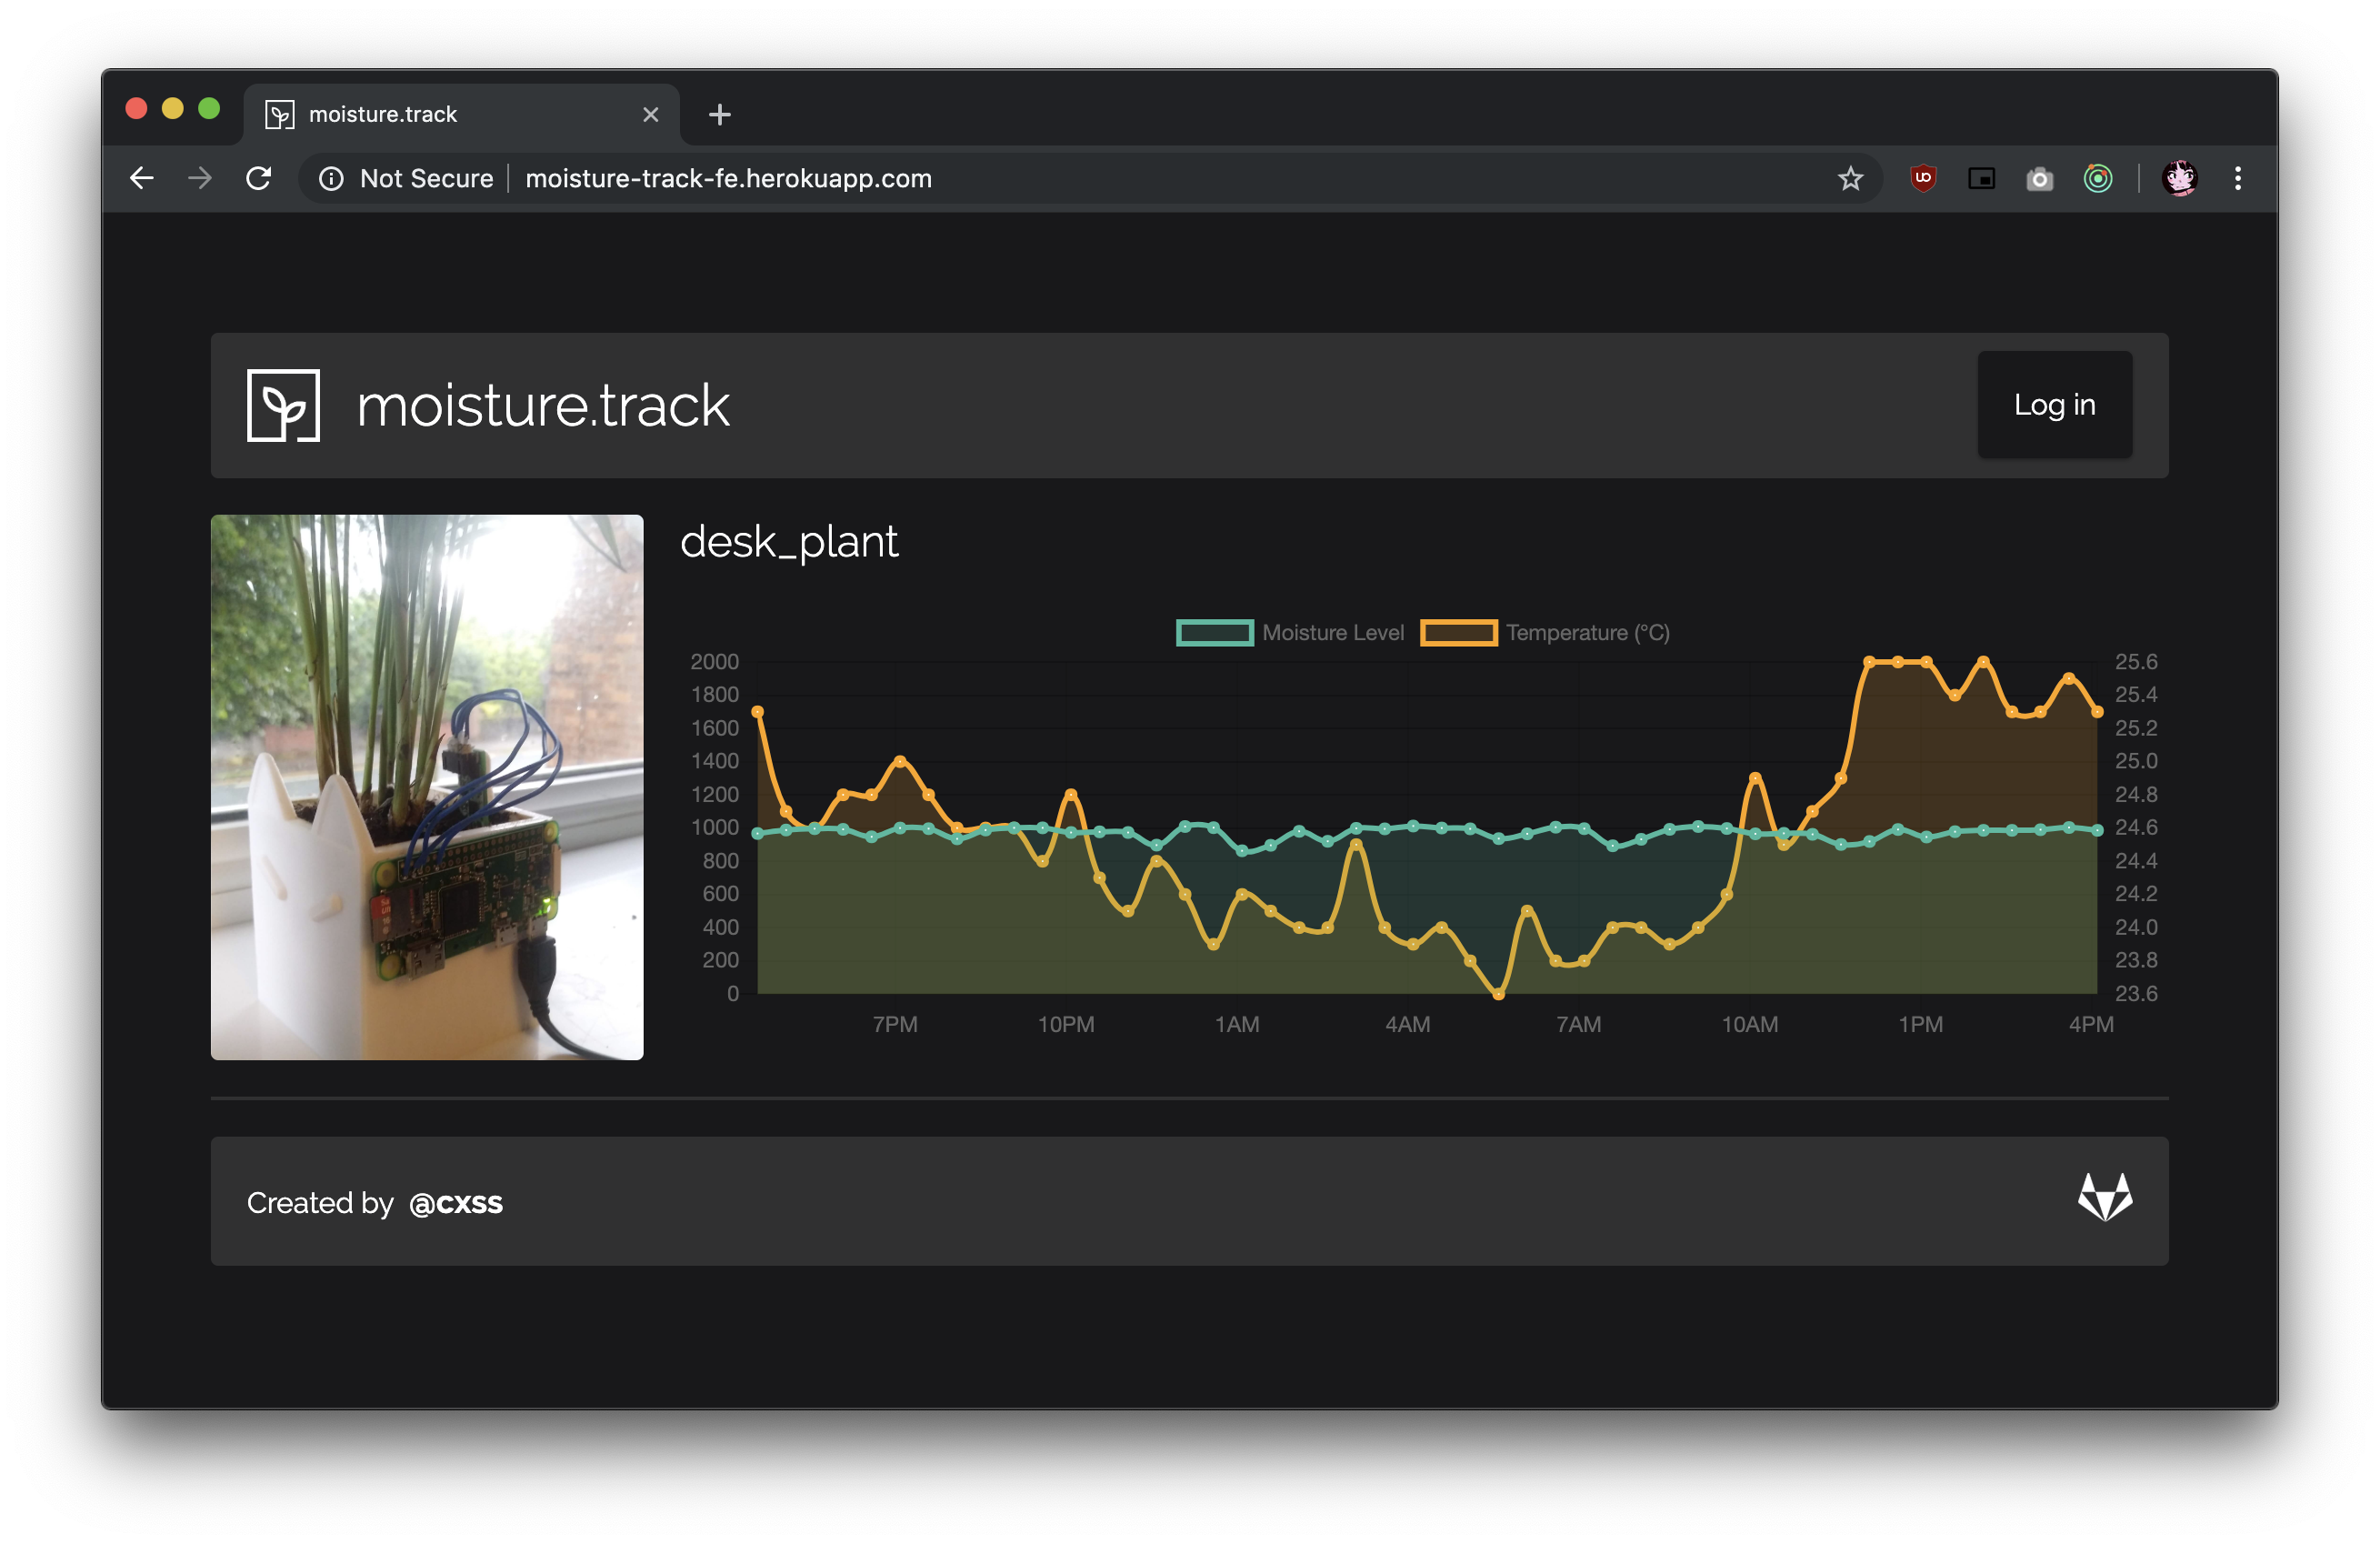 moisture.track
Not Secure
moisture-track-fe.herokuapp.com
moisture.track
Log in
desk_plant
Moisture Level
Temperature (°C)
2000
1800
1600
1400
1200
1000
800
600
400
200
0
25.6
25.4
25.2
25.0
24.8
24.6
24.4
24.2
24.0
23.8
23.6
7PM
10PM
1AM
4AM
7AM
10AM
1PM
4PM
Created by @cxss